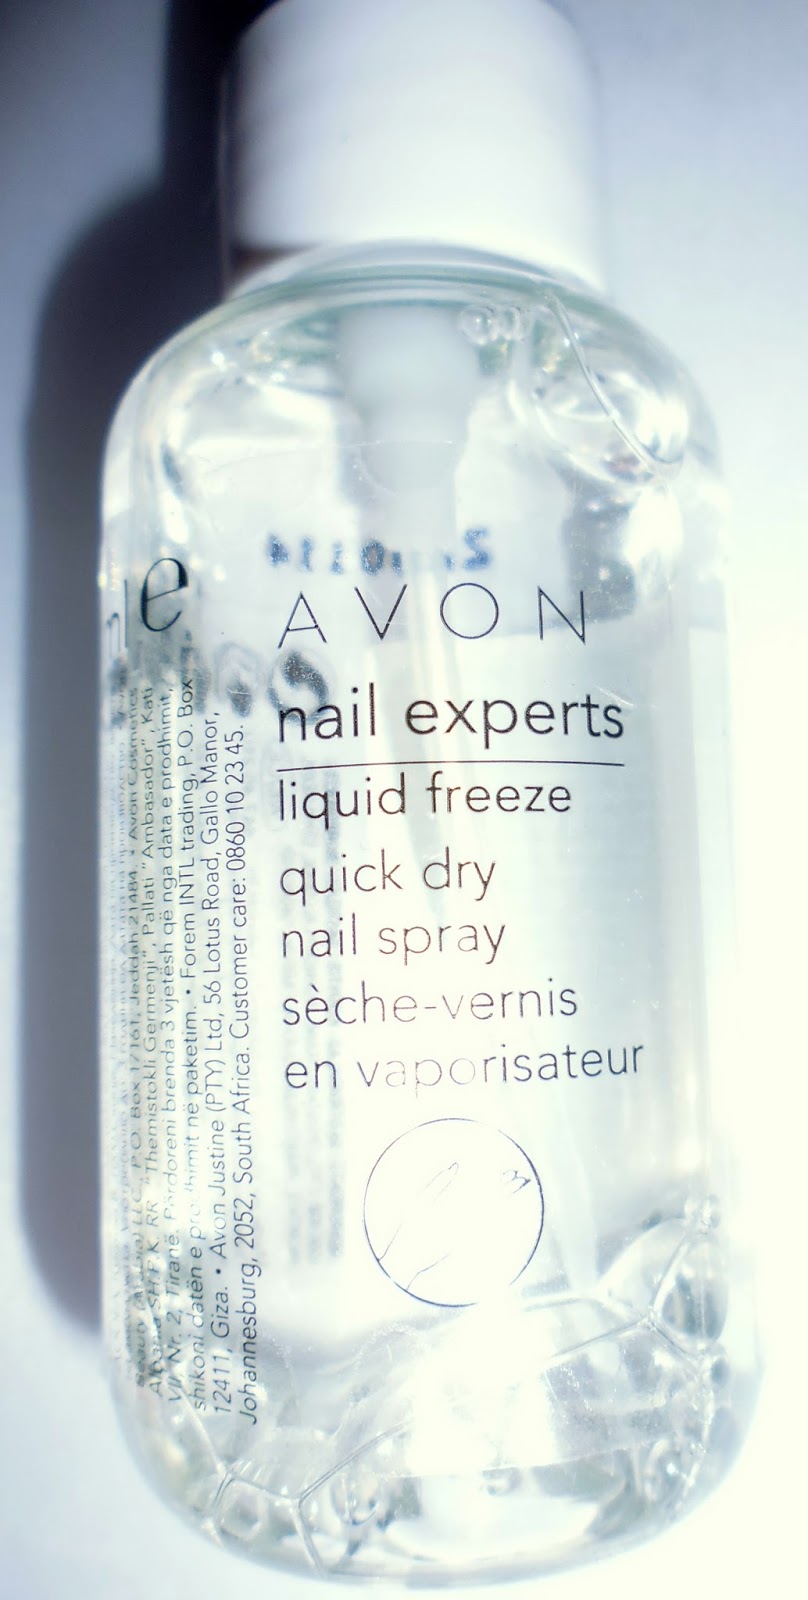 AVON
nail experts
liquid freeze
quick dry
nail spray
sèche-vernis
en vaporisateur
e
P.O. Box 17161, Jeddah 21484. • Avon Cosmetics
Albania SH.P.K. RR. "Themistokli Germenji", Pallati "Ambasador", Kati
VII, Nr. 2, Tiranë. Përdoreni brenda 3 vjetësh që nga data e prodhimit,
shikoni datën e prodhimit në paketim. • Forem INTL trading, P.O. Box
12411, Giza. • Avon Justine (PTY) Ltd, 56 Lotus Road, Gallo Manor,
Johannesburg, 2052, South Africa. Customer care: 0860 10 23 45.